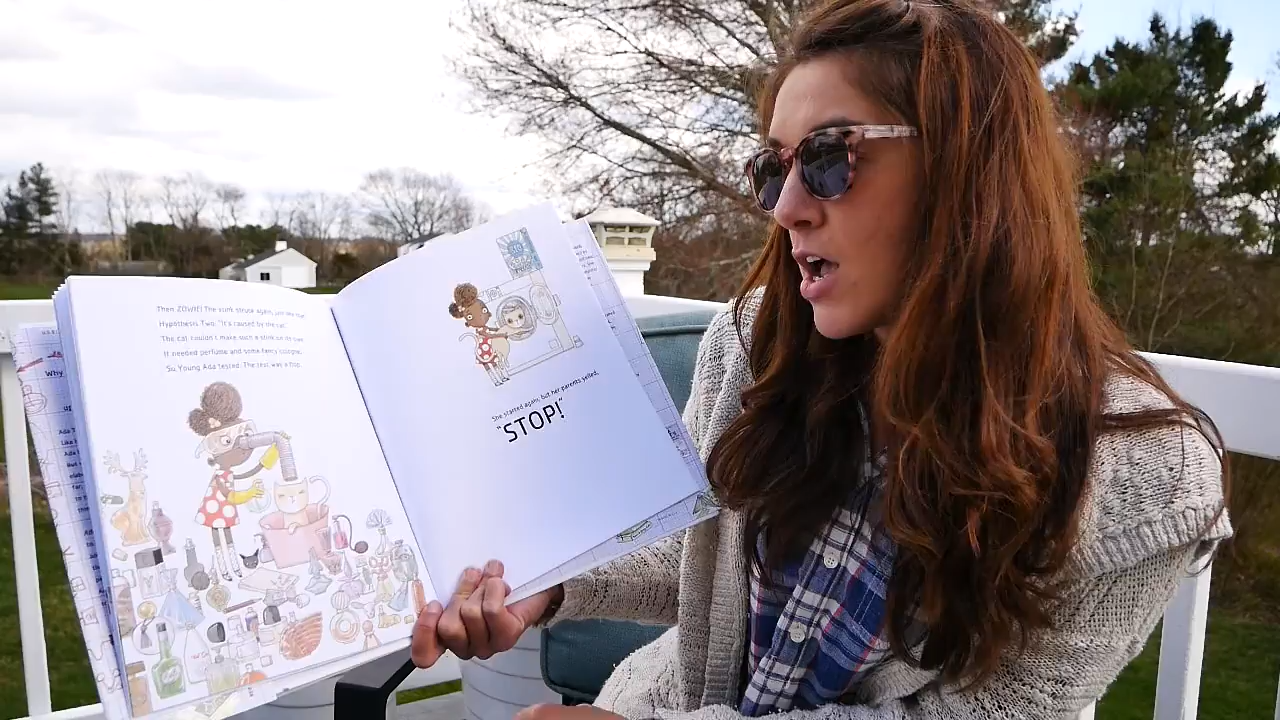 Then ZOWIE! The stink struck again, just like that.
Hypothesis Two: "It's caused by the cat."
The cat couldn't make such a stink on its own.
It needed perfume and some fancy cologne.
So Young Ada tested. The test was a flop.
She started again, but her parents yelled,
"STOP!"
Why